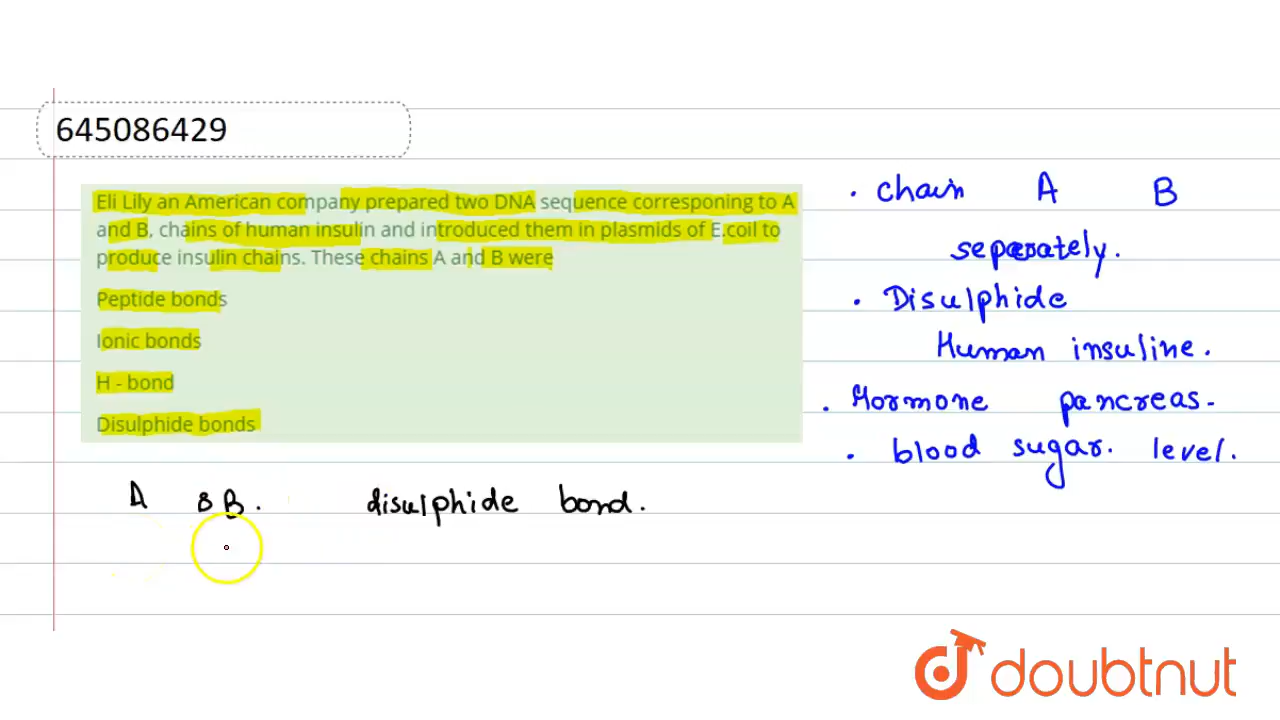 645086429
Eli Lily an American company prepared two DNA sequence corresponing to A
and B, chains of human insulin and introduced them in plasmids of E.coil to
produce insulin chains. These chains A and B were
Peptide bonds
Ionic bonds
H - bond
Disulphide bonds
A 8 B. disulphide bond.
. chain A B
separately.
. Disulphide
Human insuline.
. Hormone pancreas.
. blood sugar. level.
doubtnut